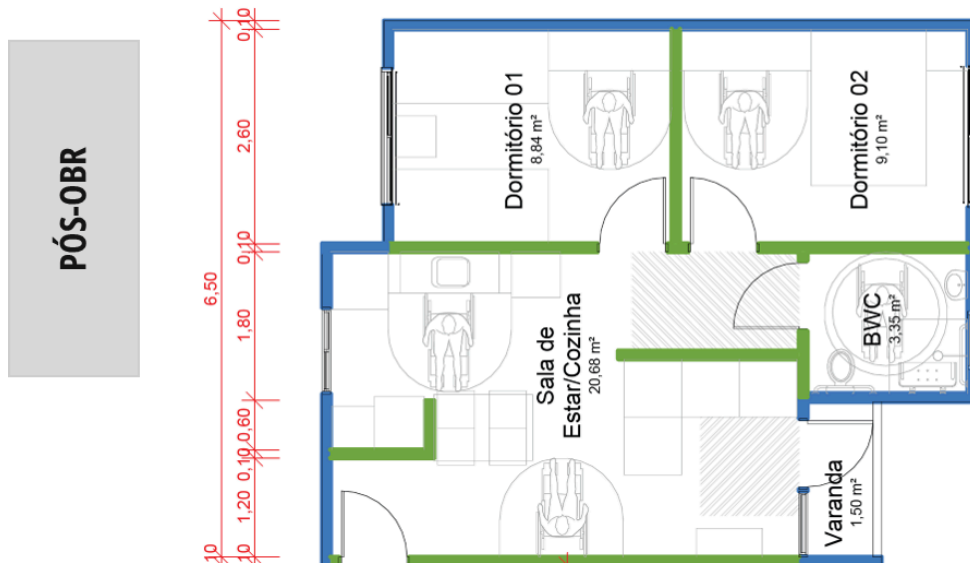 PÓS-OBR
Dormitório 01
8,84 m²
Dormitório 02
9,10 m²
Sala de
Estar/Cozinha
20,68 m²
BWC
3,35 m²
Varanda
1,50 m²
6,50
0,10
2,60
0,10
1,80
0,60
0,10
1,20
10
10